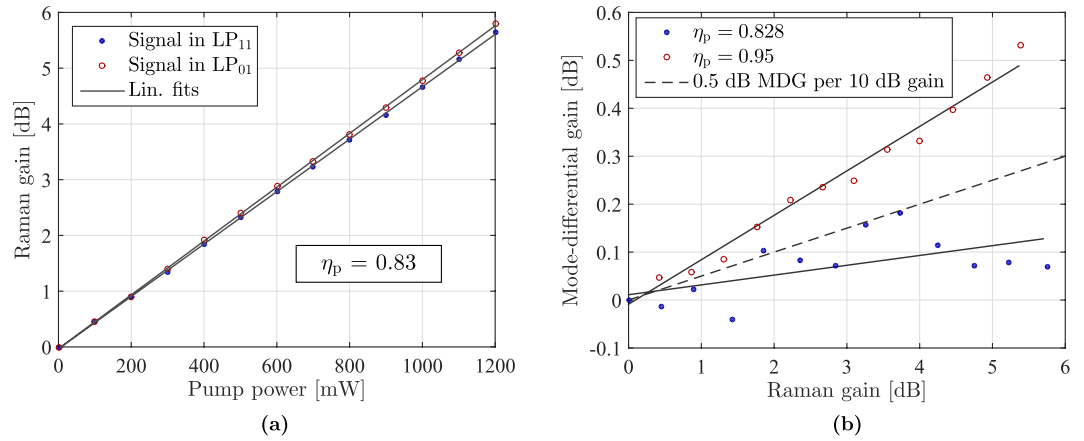 6
5
4
3
2
1
0
Raman gain [dB]
Signal in LP₁₁
Signal in LP₀₁
Lin. fits
ηₚ = 0.83
0 200 400 600 800 1000 1200
Pump power [mW]
(a)
0.6
0.5
0.4
0.3
0.2
0.1
0
-0.1
Mode-differential gain [dB]
ηₚ = 0.828
ηₚ = 0.95
0.5 dB MDG per 10 dB gain
0 1 2 3 4 5 6
Raman gain [dB]
(b)